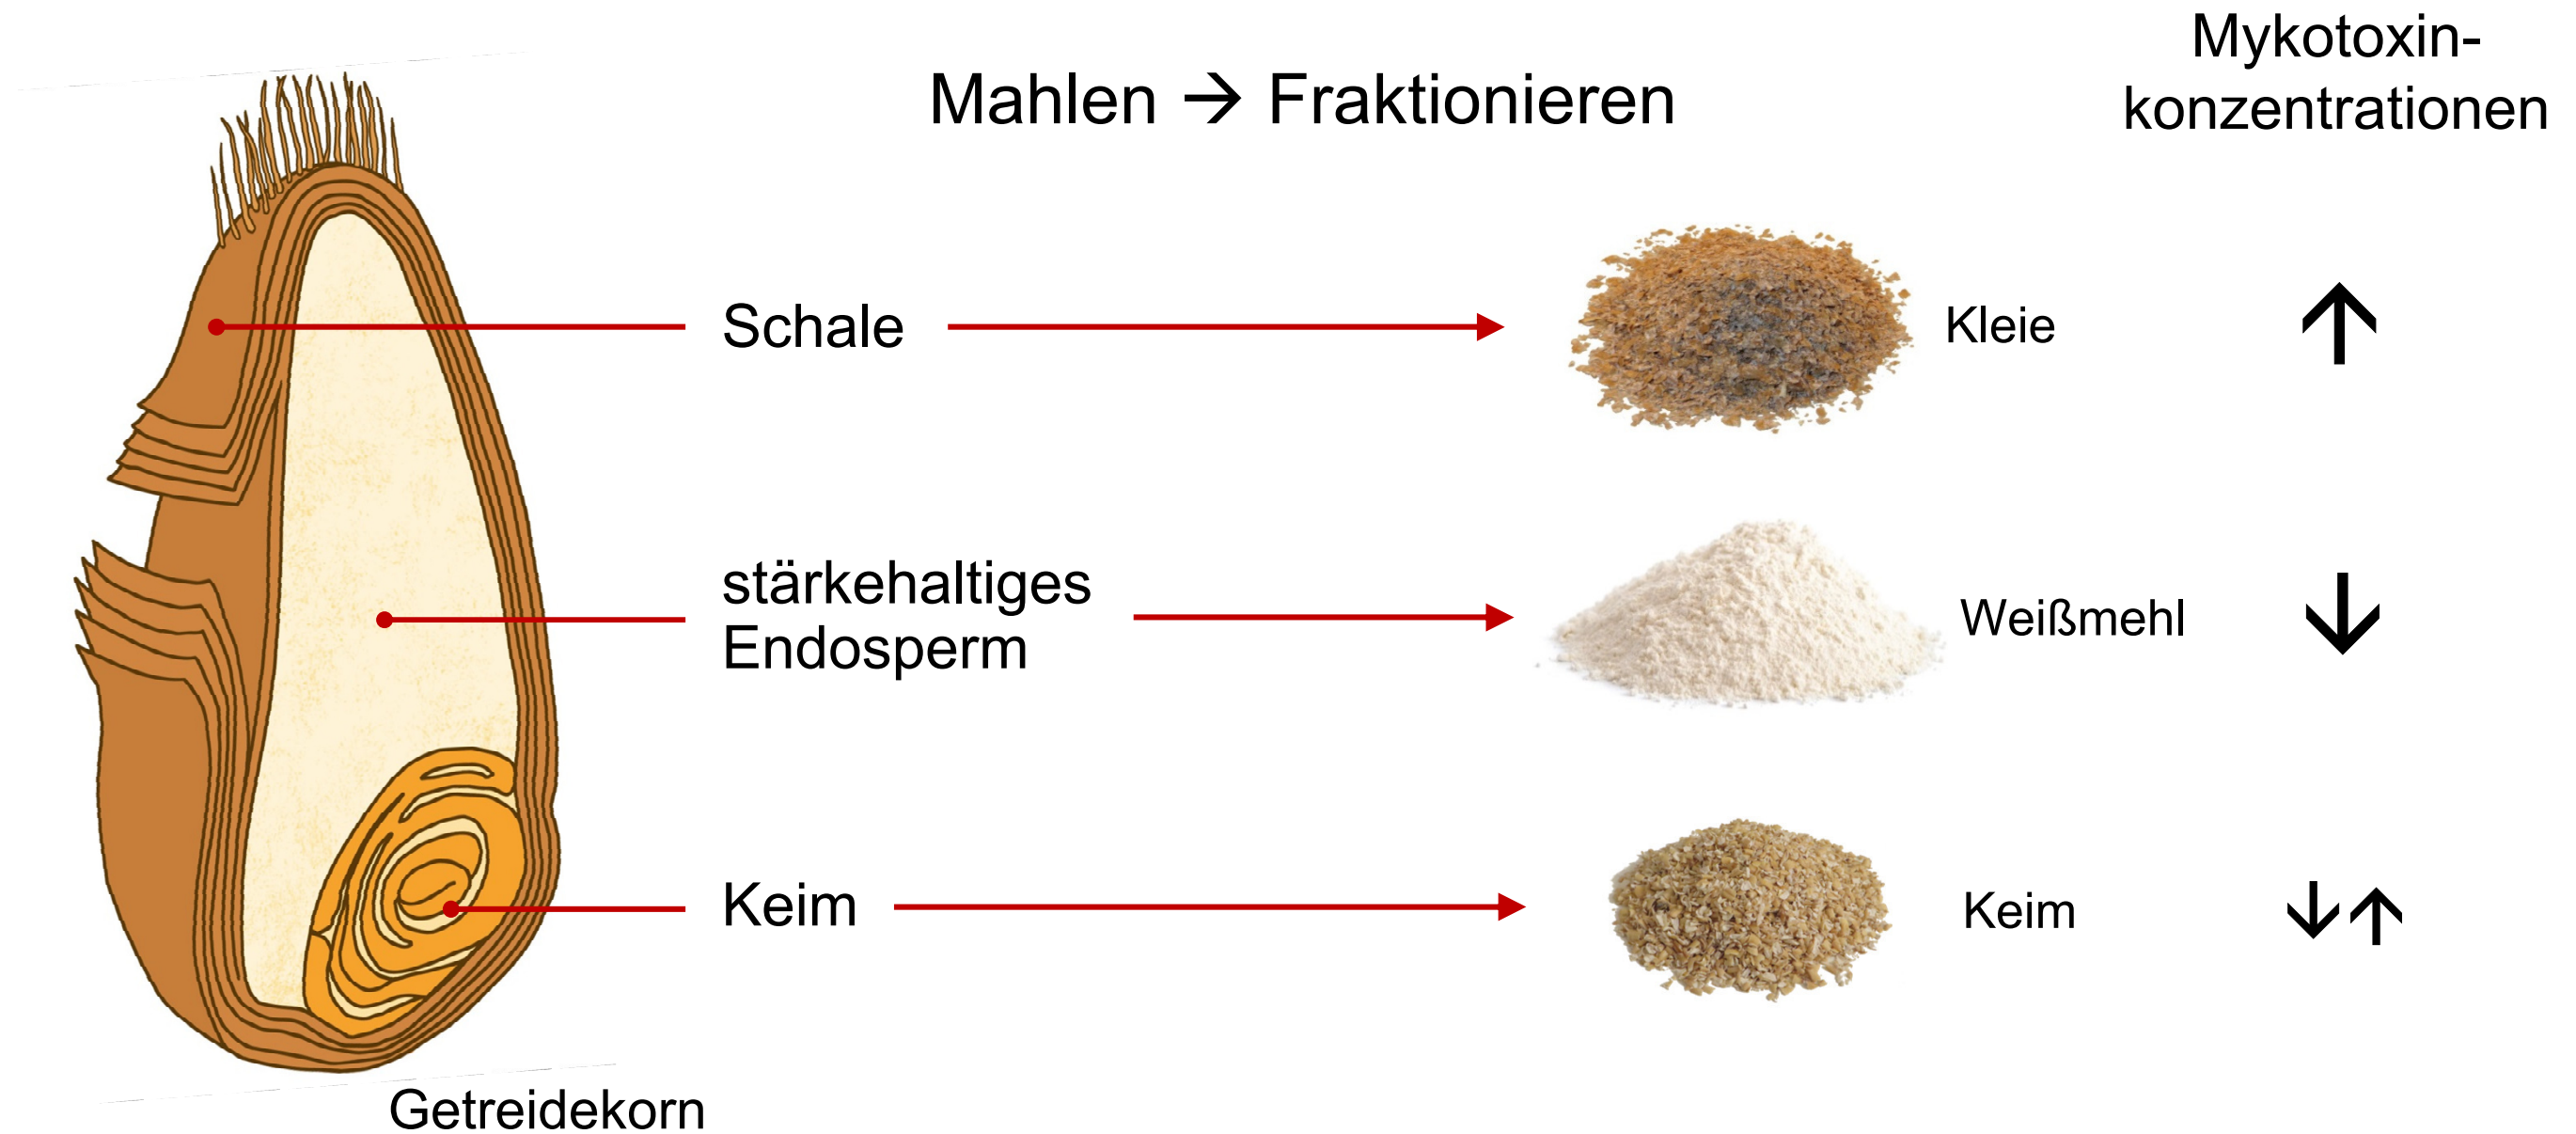 Mykotoxin-
konzentrationen
Mahlen → Fraktionieren
Schale
Kleie
↑
stärkehaltiges
Endosperm
Weißmehl
↓
Keim
Keim
↓↑
Getreidekorn